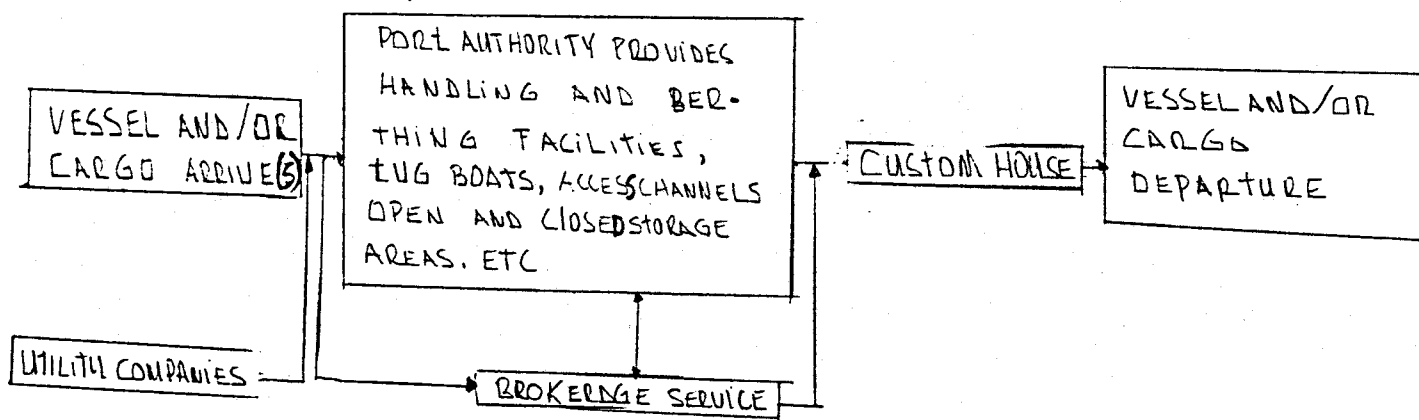 VESSEL AND/OR
CARGO ARRIVE(S)
PORT AUTHORITY PROVIDES
HANDLING AND BER-
THING FACILITIES,
TUG BOATS, ACCESS CHANNELS
OPEN AND CLOSED STORAGE
AREAS. ETC
CUSTOM HOUSE
VESSEL AND/OR
CARGO
DEPARTURE
UTILITY COMPANIES
BROKERAGE SERVICE